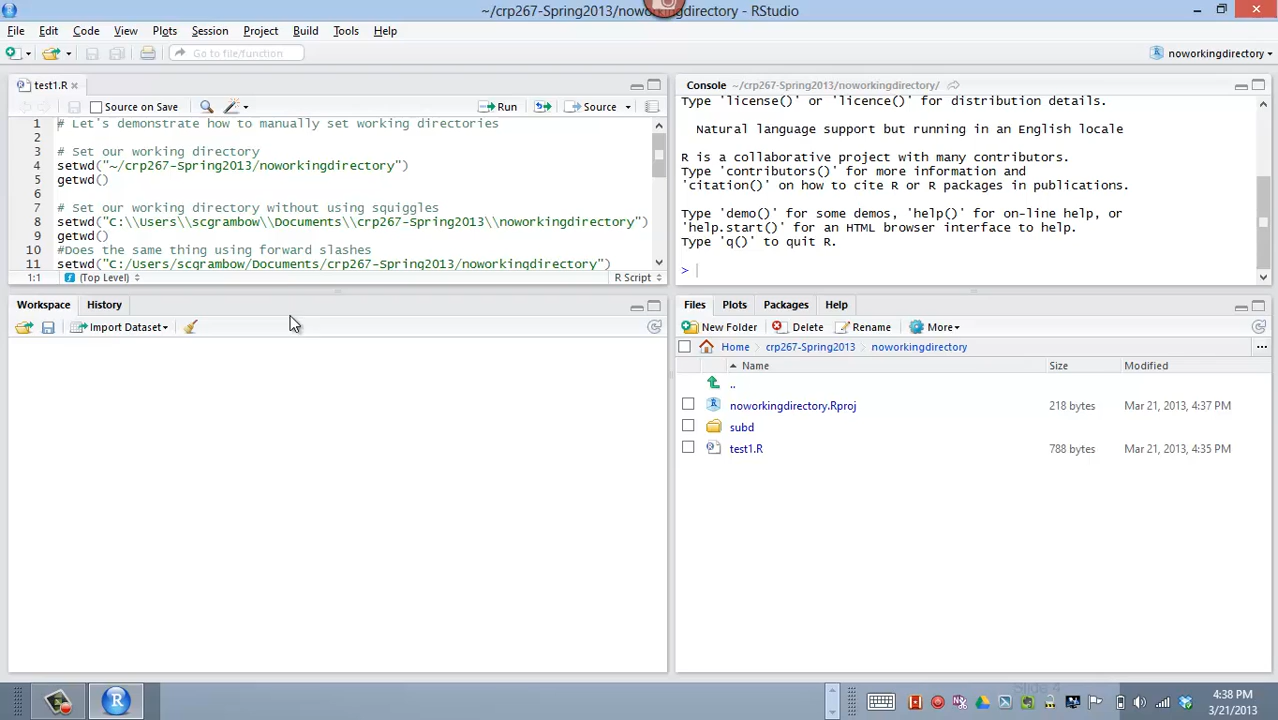 ~/crp267-Spring2013/noworkingdirectory - RStudio
File Edit Code View Plots Session Project Build Tools Help
Go to file/function
noworkingdirectory
test1.R
Source on Save
Run
Source
1 # Let's demonstrate how to manually set working directories
2
3 # Set our working directory
4 setwd("~/crp267-Spring2013/noworkingdirectory")
5 getwd()
6
7 # Set our working directory without using squiggles
8 setwd("C:\\Users\\scgrambow\\Documents\\crp267-Spring2013\\noworkingdirectory")
9 getwd()
10 #Does the same thing using forward slashes
11 setwd("C:/Users/scgrambow/Documents/crp267-Spring2013/noworkingdirectory")
1:1 (Top Level) R Script
Console ~/crp267-Spring2013/noworkingdirectory/
Type 'license()' or 'licence()' for distribution details.
Natural language support but running in an English locale
R is a collaborative project with many contributors.
Type 'contributors()' for more information and
'citation()' on how to cite R or R packages in publications.
Type 'demo()' for some demos, 'help()' for on-line help, or
'help.start()' for an HTML browser interface to help.
Type 'q()' to quit R.
>
Workspace History
Import Dataset
Files Plots Packages Help
New Folder Delete Rename More
Home crp267-Spring2013 noworkingdirectory
Name Size Modified
..
noworkingdirectory.Rproj 218 bytes Mar 21, 2013, 4:37 PM
subd
test1.R 788 bytes Mar 21, 2013, 4:35 PM
Slide 4
4:38 PM
3/21/2013